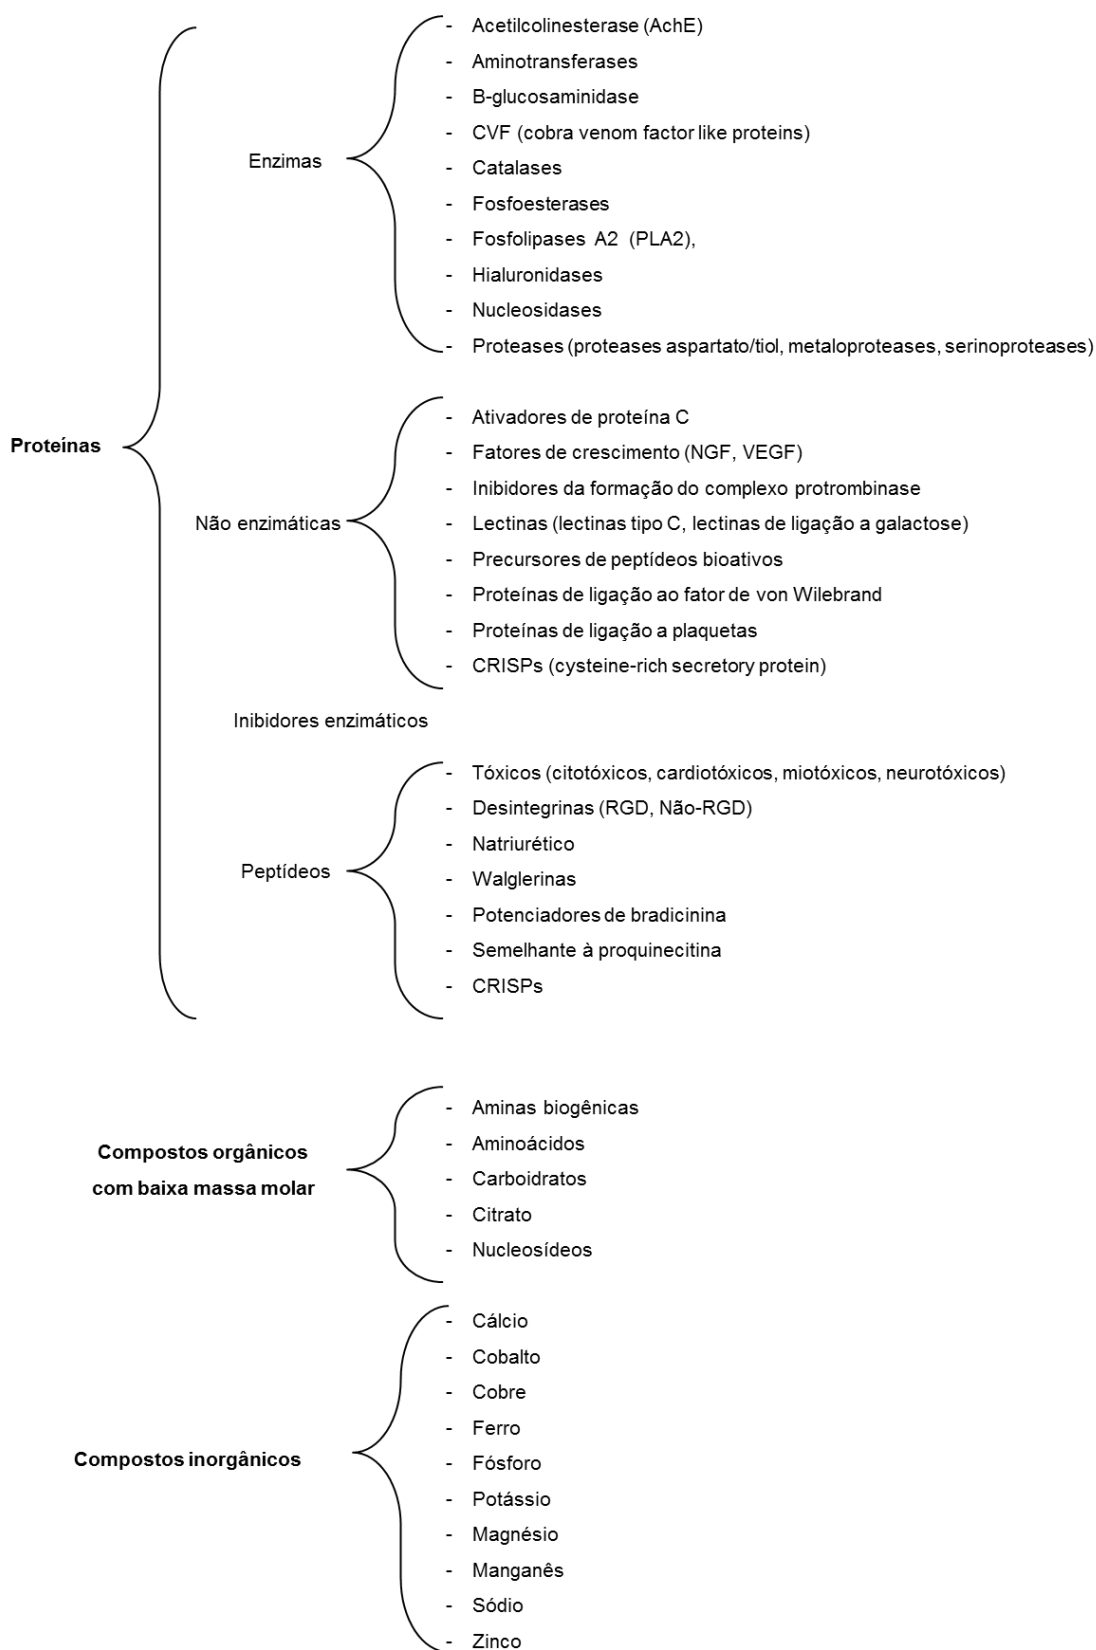 Proteínas
Enzimas
- Acetilcolinesterase (AchE)
- Aminotransferases
- B-glucosaminidase
- CVF (cobra venom factor like proteins)
- Catalases
- Fosfoesterases
- Fosfolipases A2 (PLA2),
- Hialuronidases
- Nucleosidases
- Proteases (proteases aspartato/tiol, metaloproteases, serinoproteases)
Não enzimáticas
- Ativadores de proteína C
- Fatores de crescimento (NGF, VEGF)
- Inibidores da formação do complexo protrombinase
- Lectinas (lectinas tipo C, lectinas de ligação a galactose)
- Precursores de peptídeos bioativos
- Proteínas de ligação ao fator de von Wilebrand
- Proteínas de ligação a plaquetas
- CRISPs (cysteine-rich secretory protein)
Inibidores enzimáticos
Peptídeos
- Tóxicos (citotóxicos, cardiotóxicos, miotóxicos, neurotóxicos)
- Desintegrinas (RGD, Não-RGD)
- Natriurético
- Walglerinas
- Potenciadores de bradicinina
- Semelhante à proquinecitina
- CRISPs
Compostos orgânicos
com baixa massa molar
- Aminas biogênicas
- Aminoácidos
- Carboidratos
- Citrato
- Nucleosídeos
Compostos inorgânicos
- Cálcio
- Cobalto
- Cobre
- Ferro
- Fósforo
- Potássio
- Magnésio
- Manganês
- Sódio
- Zinco